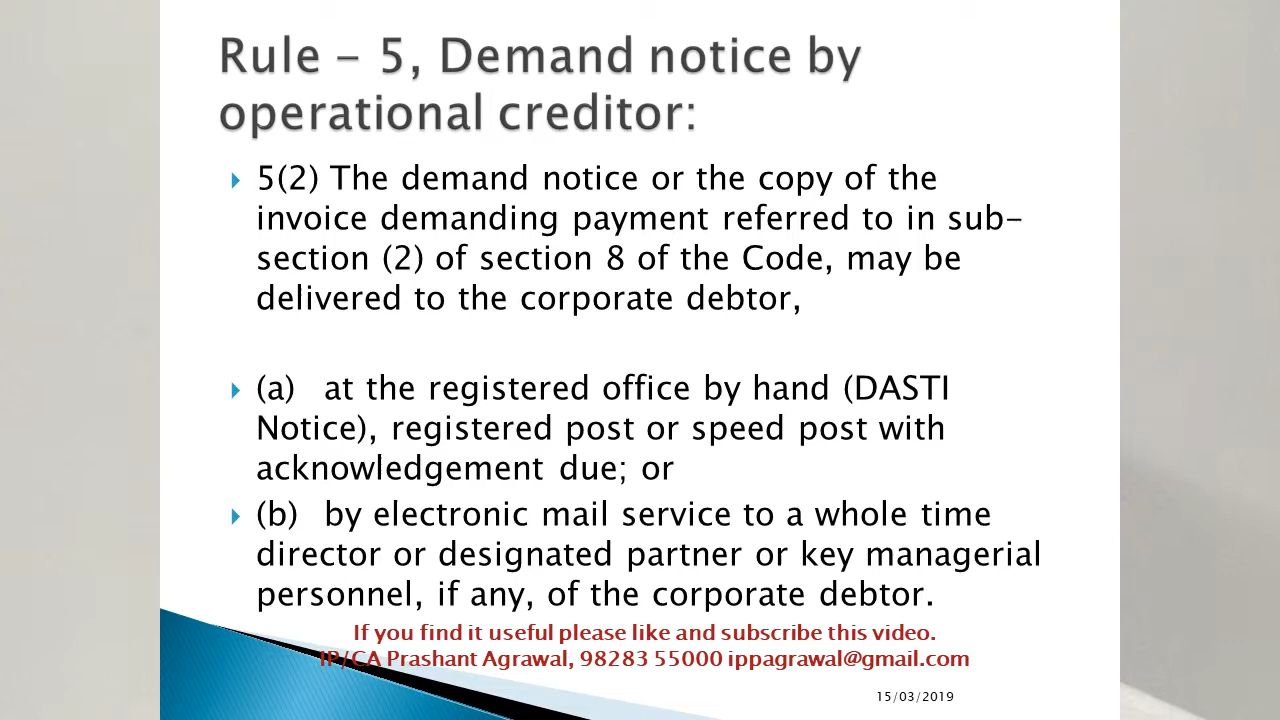 Rule - 5, Demand notice by
operational creditor:
5(2) The demand notice or the copy of the
invoice demanding payment referred to in sub-
section (2) of section 8 of the Code, may be
delivered to the corporate debtor,
(a) at the registered office by hand (DASTI
Notice), registered post or speed post with
acknowledgement due; or
(b) by electronic mail service to a whole time
director or designated partner or key managerial
personnel, if any, of the corporate debtor.
If you find it useful please like and subscribe this video.
IP/CA Prashant Agrawal, 98283 55000 ippagrawal@gmail.com
15/03/2019